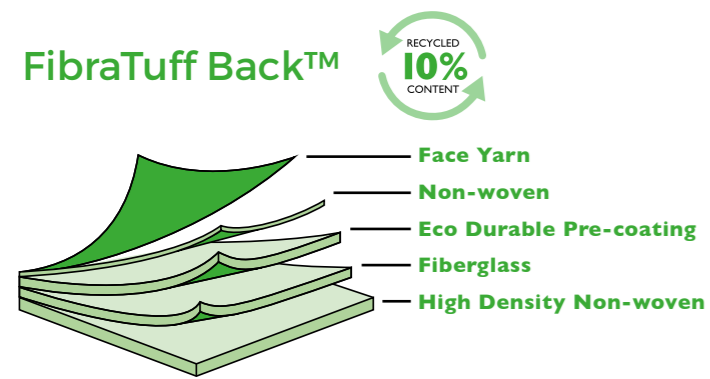 FibraTuff Back™
RECYCLED
10%
CONTENT
Face Yarn
Non-woven
Eco Durable Pre-coating
Fiberglass
High Density Non-woven